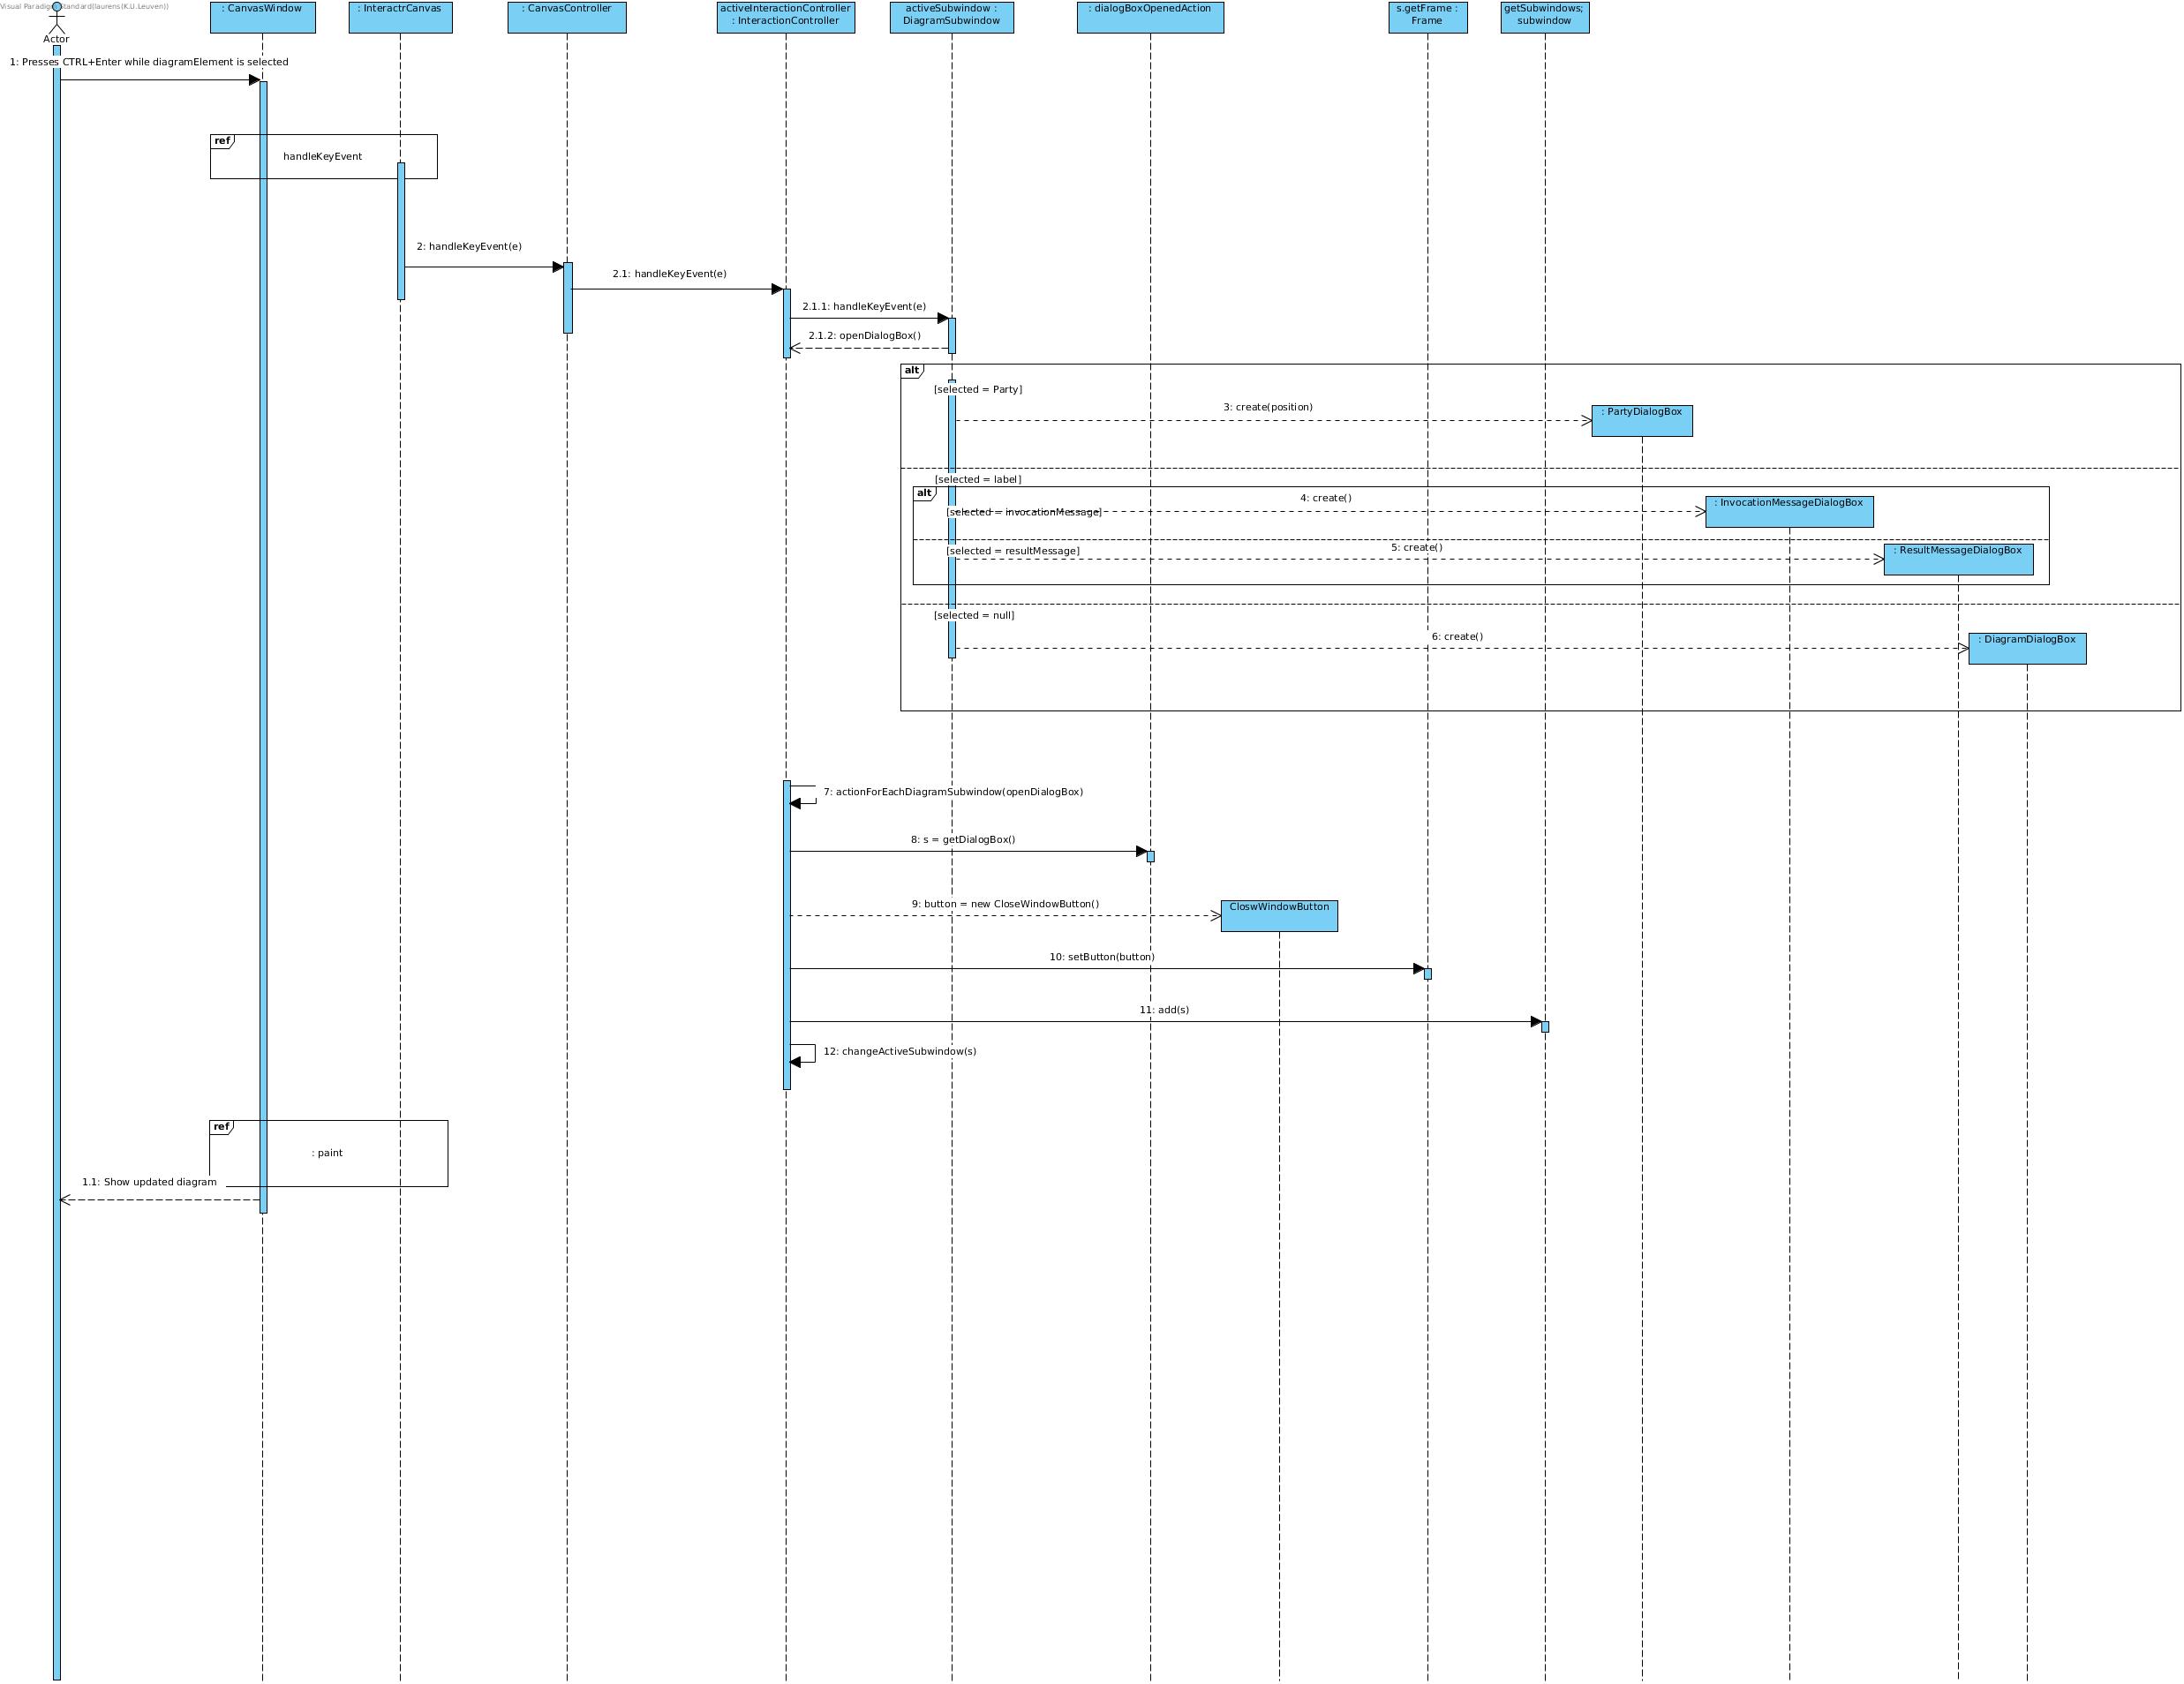 Visual Paradigm Standard(laurens(K.U.Leuven))
Actor
: CanvasWindow
: InteractrCanvas
: CanvasController
activeInteractionController
: InteractionController
activeSubwindow :
DiagramSubwindow
: dialogBoxOpenedAction
s.getFrame :
Frame
getSubwindows;
subwindow
1: Presses CTRL+Enter while diagramElement is selected
ref
handleKeyEvent
2: handleKeyEvent(e)
2.1: handleKeyEvent(e)
2.1.1: handleKeyEvent(e)
2.1.2: openDialogBox()
alt
[selected = Party]
3: create(position)
: PartyDialogBox
[selected = label]
alt
4: create()
: InvocationMessageDialogBox
[selected = invocationMessage]
[selected = resultMessage]
5: create()
: ResultMessageDialogBox
[selected = null]
6: create()
: DiagramDialogBox
7: actionForEachDiagramSubwindow(openDialogBox)
8: s = getDialogBox()
9: button = new CloseWindowButton()
CloswWindowButton
10: setButton(button)
11: add(s)
12: changeActiveSubwindow(s)
ref
: paint
1.1: Show updated diagram